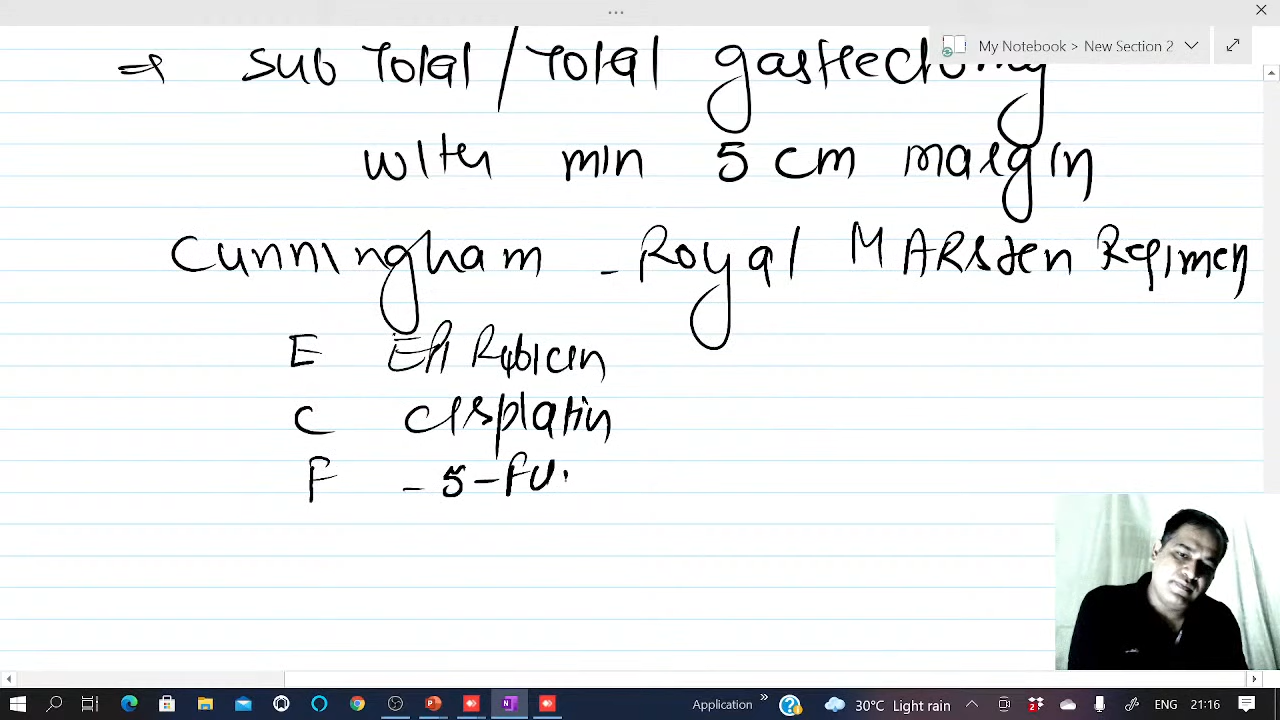 My Notebook > New Section 2
⇒ Sub Total / Total gastrectomy
with min 5 cm margin
Cunningham - Royal MARSden Regimen
E Epi Rubicin
C Cisplatin
F - 5-FU.
Application
30°C Light rain
21:16